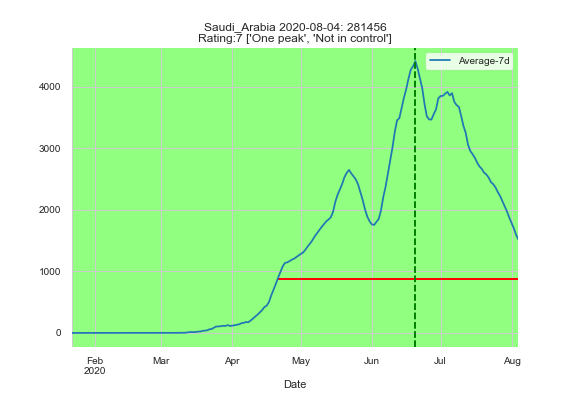 Saudi_Arabia 2020-08-04: 281456
Rating:7 ['One peak', 'Not in control']
Average-7d
4000
3000
2000
1000
0
Feb Mar Apr May Jun Jul Aug
2020
Date